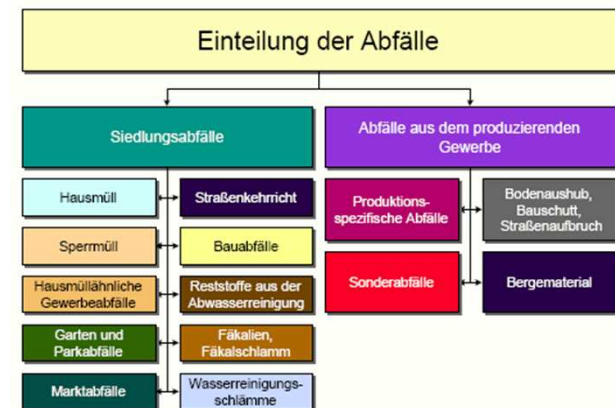 Einteilung der Abfälle
Siedlungsabfälle
Abfälle aus dem produzierenden
Gewerbe
Hausmüll
Straßenkehrricht
Sperrmüll
Bauabfälle
Hausmüllähnliche
Gewerbeabfälle
Reststoffe aus der
Abwasserreinigung
Garten und
Parkabfälle
Fäkalien,
Fäkalschlamm
Marktabfälle
Wasserreinigungs-
schlämme
Produktions-
spezifische Abfälle
Bodenaushub,
Bauschutt,
Straßenaufbruch
Sonderabfälle
Bergematerial